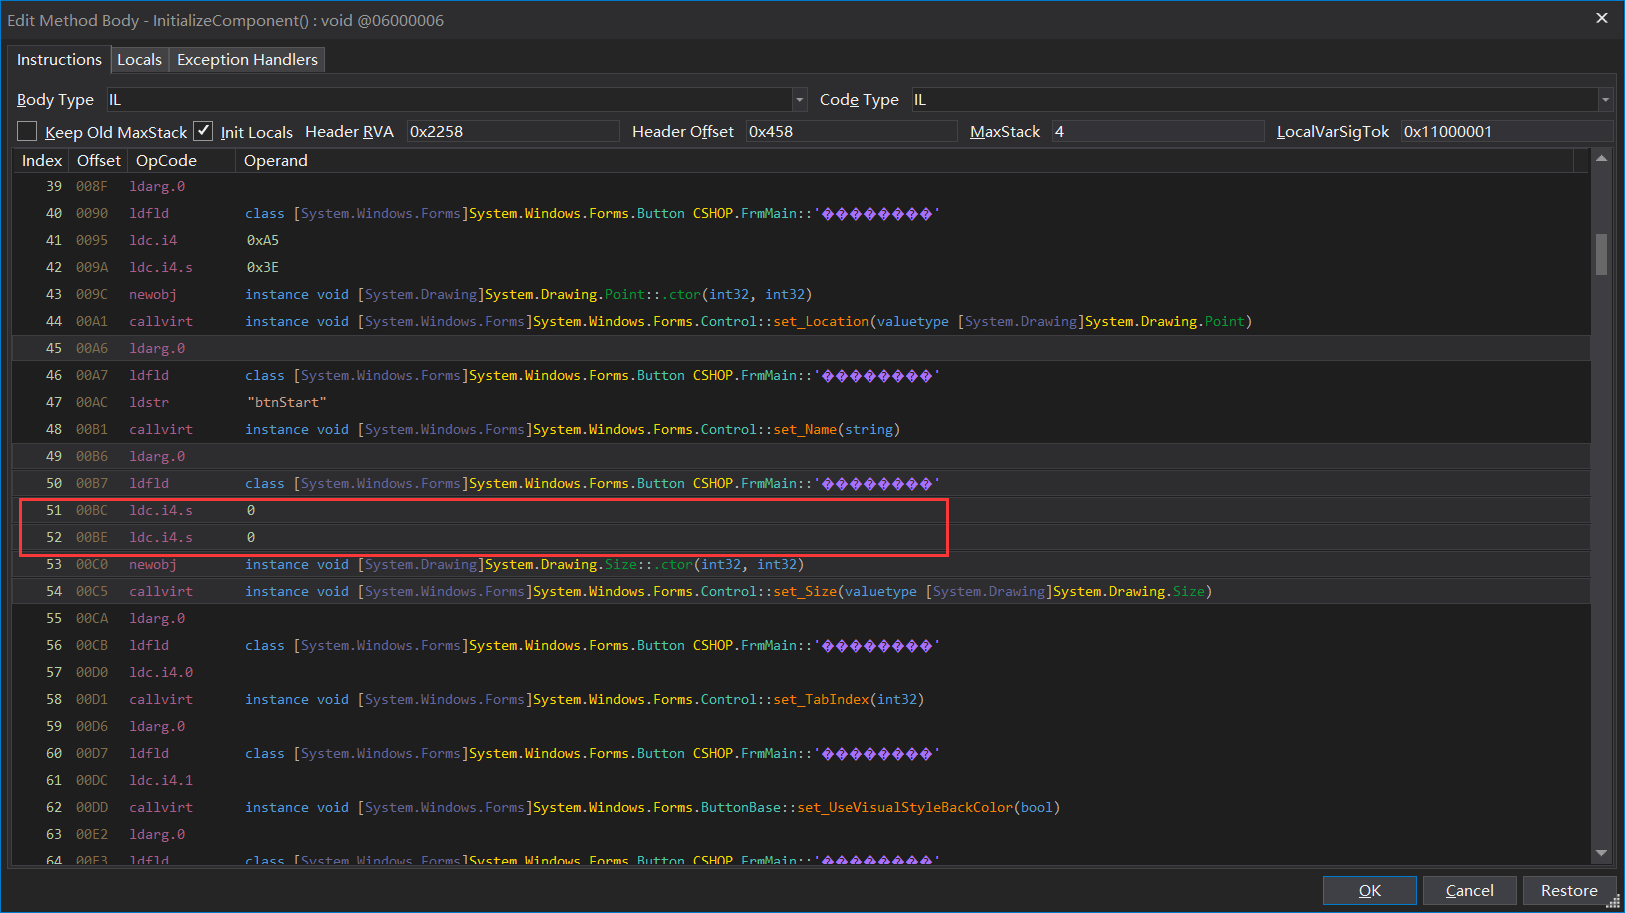 Edit Method Body - InitializeComponent() : void @06000006
Instructions Locals Exception Handlers
Body Type IL Code Type IL
Keep Old MaxStack Init Locals Header RVA 0x2258 Header Offset 0x458 MaxStack 4 LocalVarSigTok 0x11000001
Index Offset OpCode Operand
39 008F ldarg.0
40 0090 ldfld class [System.Windows.Forms]System.Windows.Forms.Button CSHOP.FrmMain::'��������'
41 0095 ldc.i4 0xA5
42 009A ldc.i4.s 0x3E
43 009C newobj instance void [System.Drawing]System.Drawing.Point::.ctor(int32, int32)
44 00A1 callvirt instance void [System.Windows.Forms]System.Windows.Forms.Control::set_Location(valuetype [System.Drawing]System.Drawing.Point)
45 00A6 ldarg.0
46 00A7 ldfld class [System.Windows.Forms]System.Windows.Forms.Button CSHOP.FrmMain::'��������'
47 00AC ldstr "btnStart"
48 00B1 callvirt instance void [System.Windows.Forms]System.Windows.Forms.Control::set_Name(string)
49 00B6 ldarg.0
50 00B7 ldfld class [System.Windows.Forms]System.Windows.Forms.Button CSHOP.FrmMain::'��������'
51 00BC ldc.i4.s 0
52 00BE ldc.i4.s 0
53 00C0 newobj instance void [System.Drawing]System.Drawing.Size::.ctor(int32, int32)
54 00C5 callvirt instance void [System.Windows.Forms]System.Windows.Forms.Control::set_Size(valuetype [System.Drawing]System.Drawing.Size)
55 00CA ldarg.0
56 00CB ldfld class [System.Windows.Forms]System.Windows.Forms.Button CSHOP.FrmMain::'��������'
57 00D0 ldc.i4.0
58 00D1 callvirt instance void [System.Windows.Forms]System.Windows.Forms.Control::set_TabIndex(int32)
59 00D6 ldarg.0
60 00D7 ldfld class [System.Windows.Forms]System.Windows.Forms.Button CSHOP.FrmMain::'��������'
61 00DC ldc.i4.1
62 00DD callvirt instance void [System.Windows.Forms]System.Windows.Forms.ButtonBase::set_UseVisualStyleBackColor(bool)
63 00E2 ldarg.0
64 00E3 ldfld class [System.Windows.Forms]System.Windows.Forms.Button CSHOP.FrmMain::'��������'
OK Cancel Restore